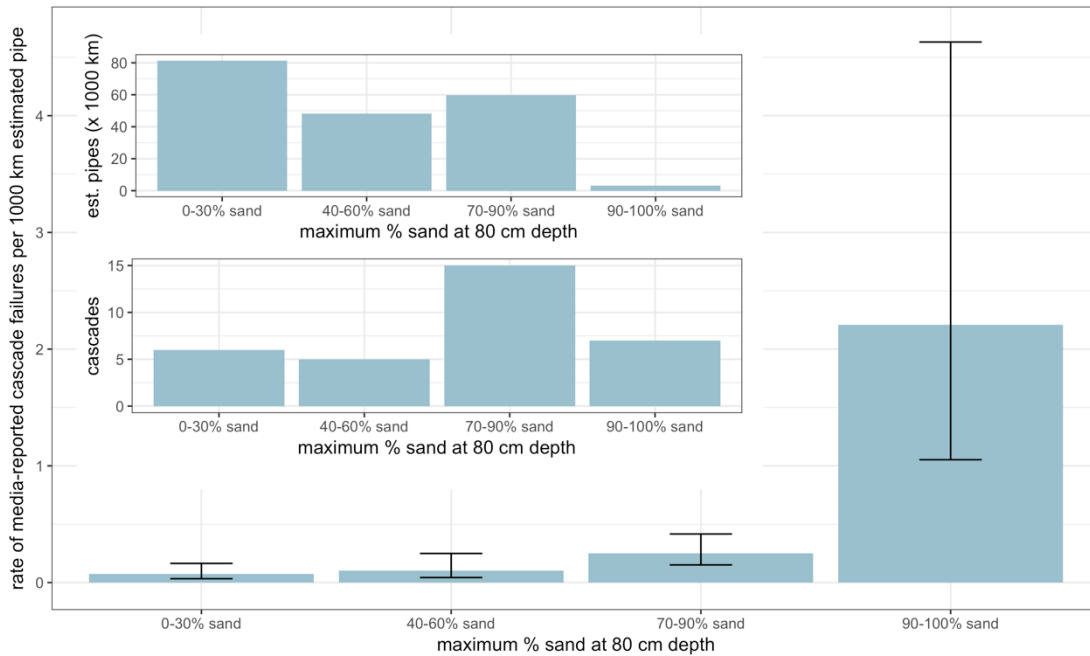 rate of media-reported cascade failures per 1000 km estimated pipe
4
3
2
1
0
est. pipes (x 1000 km)
80
60
40
20
0
0-30% sand 40-60% sand 70-90% sand 90-100% sand
maximum % sand at 80 cm depth
cascades
15
10
5
0
0-30% sand 40-60% sand 70-90% sand 90-100% sand
maximum % sand at 80 cm depth
0-30% sand 40-60% sand 70-90% sand 90-100% sand
maximum % sand at 80 cm depth